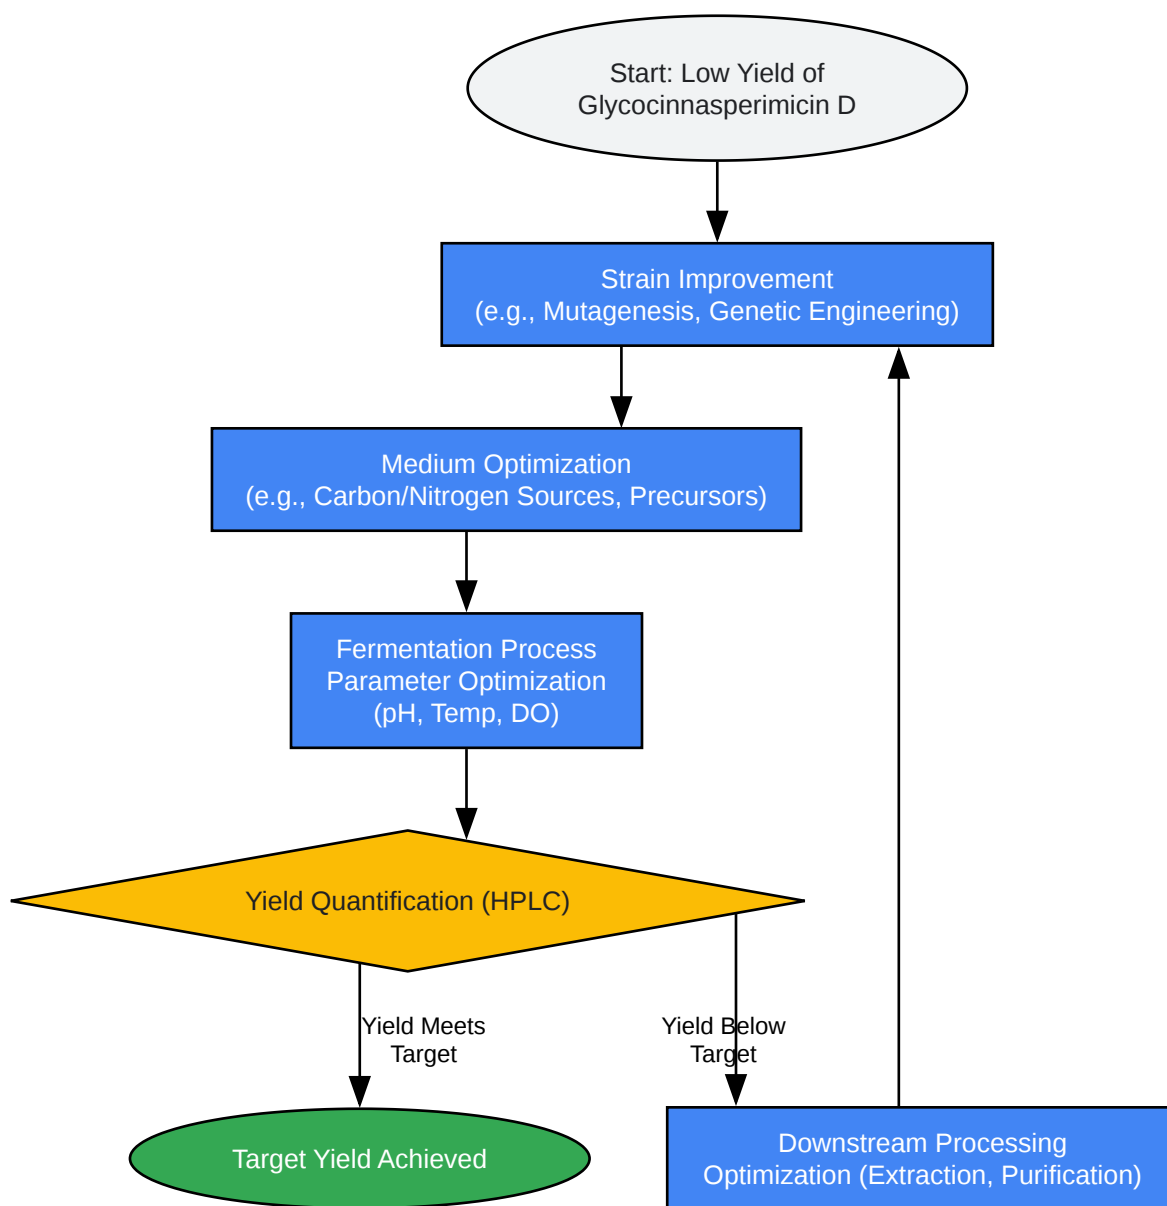 Start: Low Yield of
Glycocinnasperimicin D
Strain Improvement
(e.g., Mutagenesis, Genetic Engineering)
Medium Optimization
(e.g., Carbon/Nitrogen Sources, Precursors)
Fermentation Process
Parameter Optimization
(pH, Temp, DO)
Yield Quantification (HPLC)
Yield Meets
Target
Yield Below
Target
Target Yield Achieved
Downstream Processing
Optimization (Extraction, Purification)